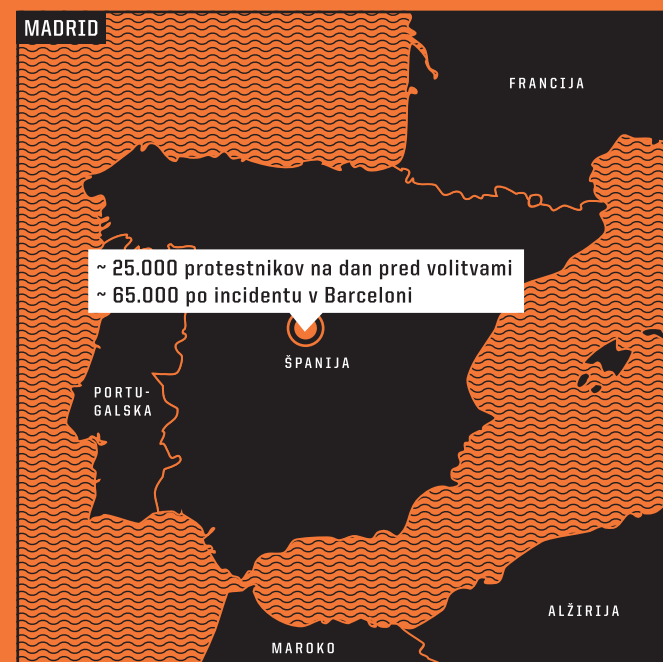 MADRID
FRANCIJA
~ 25.000 protestnikov na dan pred volitvami
~ 65.000 po incidentu v Barceloni
ŠPANIJA
PORTU-
GALSKA
ALŽIRIJA
MAROKO